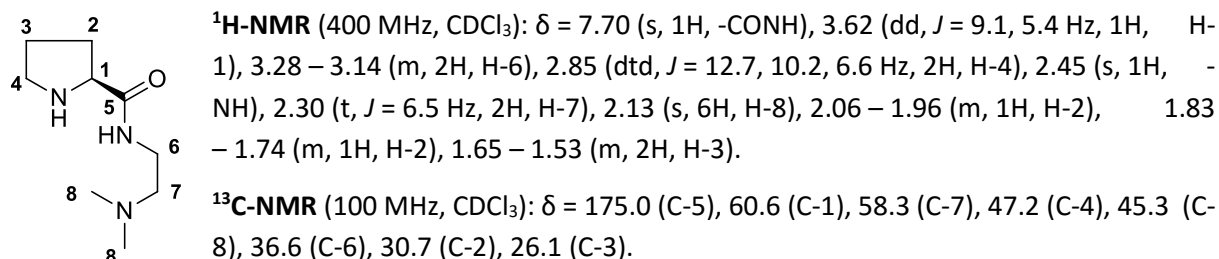 3
2
4
1
O
N
H
5
HN
6
8
7
N
8
¹H-NMR (400 MHz, CDCl₃): δ = 7.70 (s, 1H, -CONH), 3.62 (dd, J = 9.1, 5.4 Hz, 1H, H-
1), 3.28 – 3.14 (m, 2H, H-6), 2.85 (dtd, J = 12.7, 10.2, 6.6 Hz, 2H, H-4), 2.45 (s, 1H, -
NH), 2.30 (t, J = 6.5 Hz, 2H, H-7), 2.13 (s, 6H, H-8), 2.06 – 1.96 (m, 1H, H-2), 1.83
– 1.74 (m, 1H, H-2), 1.65 – 1.53 (m, 2H, H-3).
¹³C-NMR (100 MHz, CDCl₃): δ = 175.0 (C-5), 60.6 (C-1), 58.3 (C-7), 47.2 (C-4), 45.3 (C-
8), 36.6 (C-6), 30.7 (C-2), 26.1 (C-3).